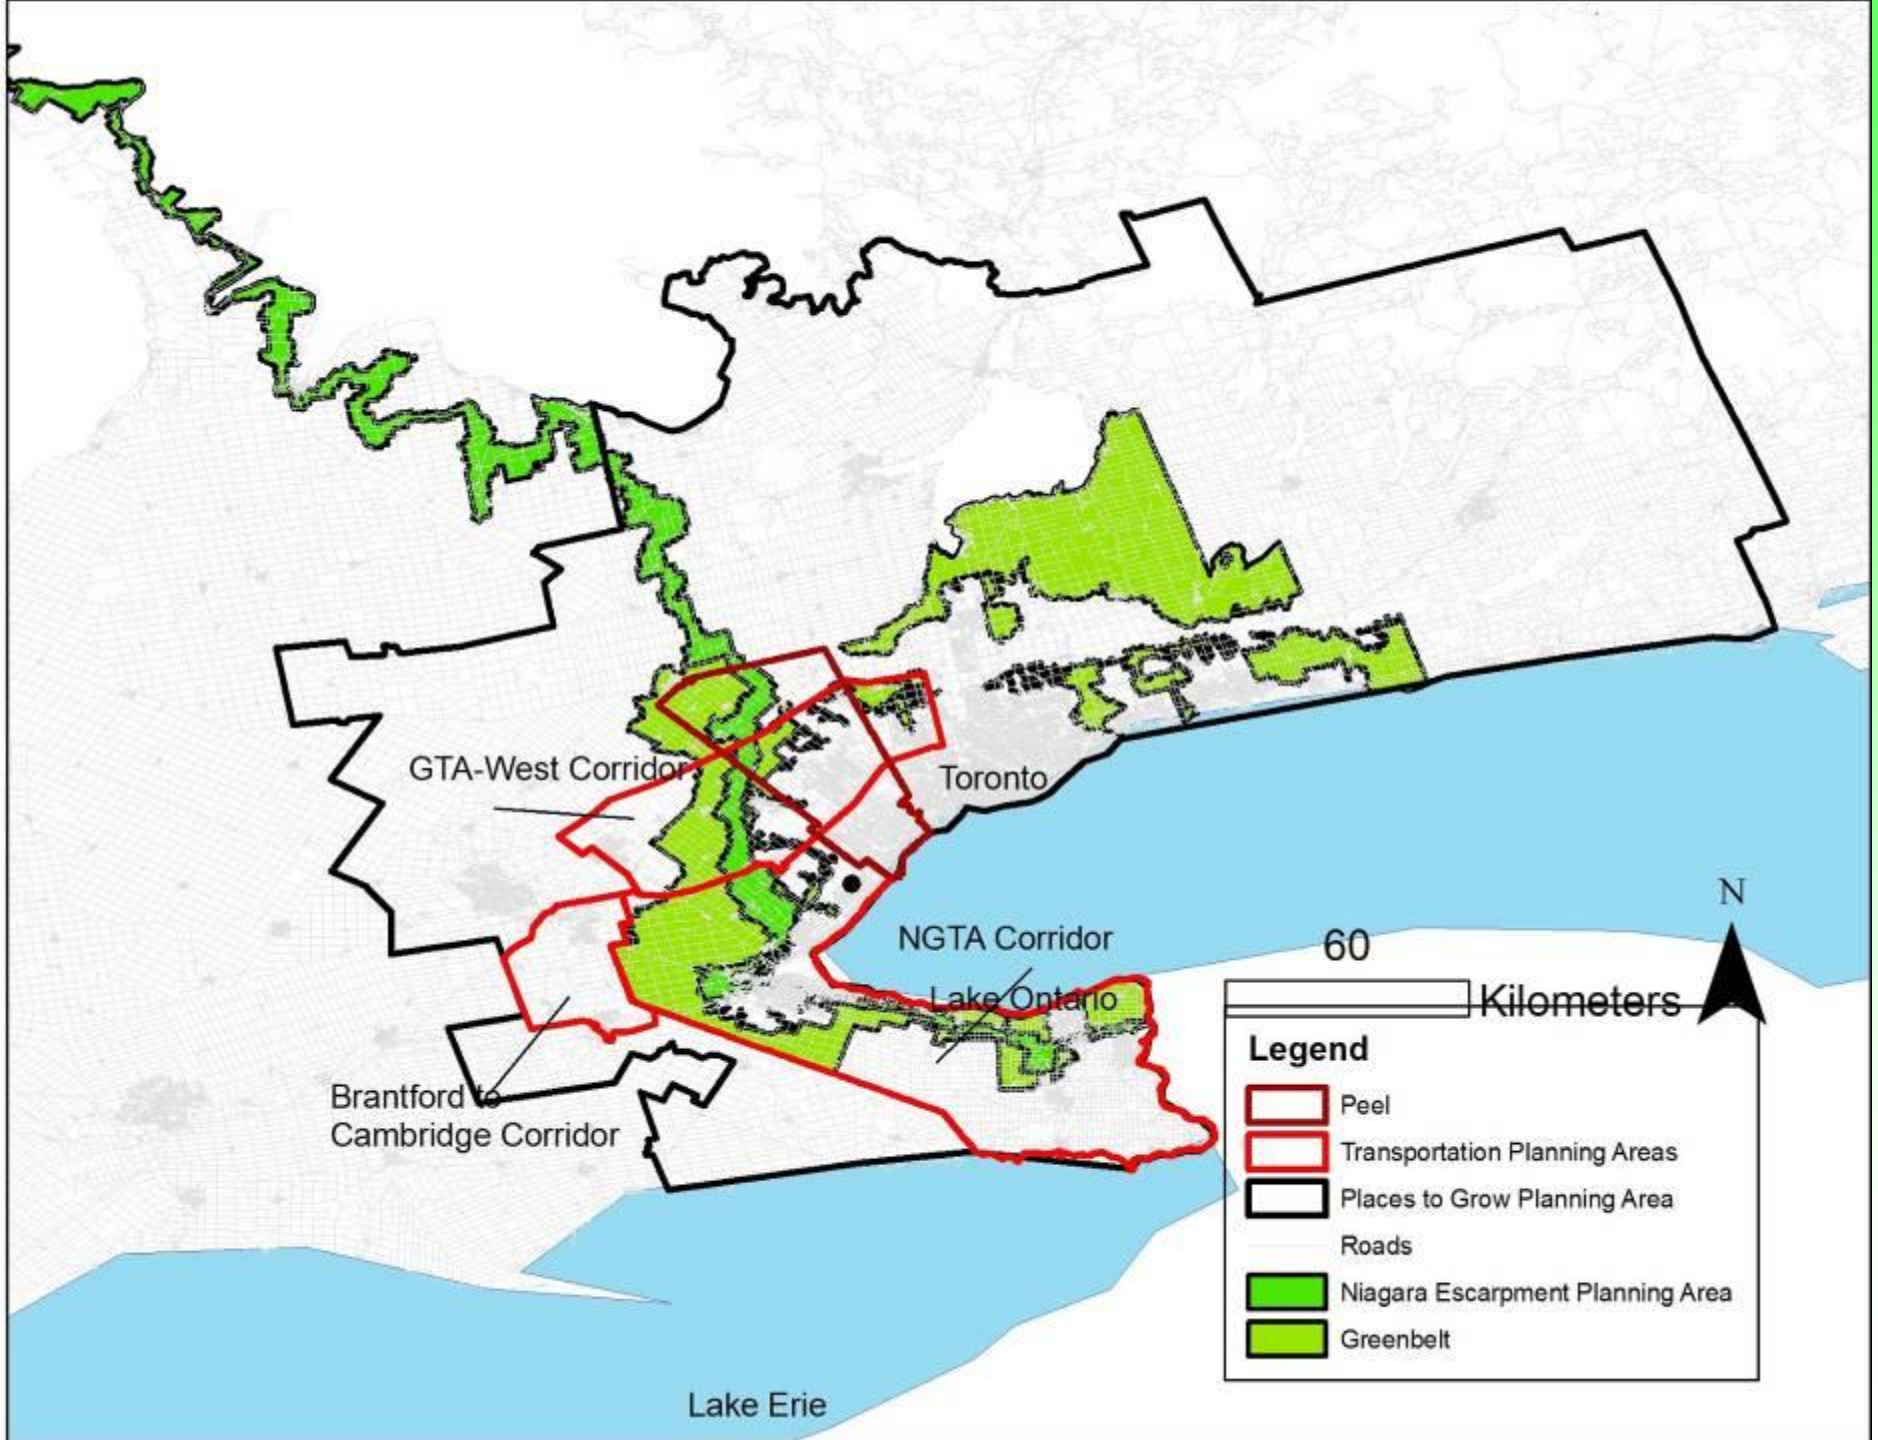 GTA-West Corridor
Toronto
N
NGTA Corridor
60
Lake Ontario
Kilometers
Brantford to
Cambridge Corridor
Legend
Peel
Transportation Planning Areas
Places to Grow Planning Area
Roads
Niagara Escarpment Planning Area
Greenbelt
Lake Erie